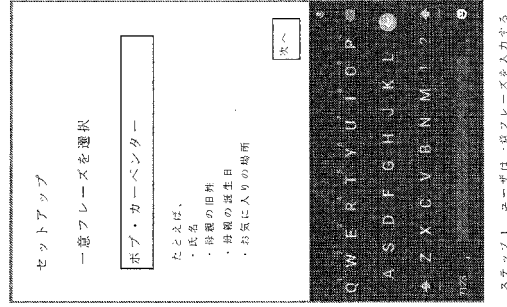 セットアップ
一意フレーズを選択
ボブ・カーペンター
たとえば、
・氏名
・母親の旧姓
・母親の誕生日
・お気に入りの場所
次へ
Q W E R T Y U I O P
A S D F G H J K L
Z X C V B N M ! ?
ステップ1 ユーザは一意フレーズを入力する